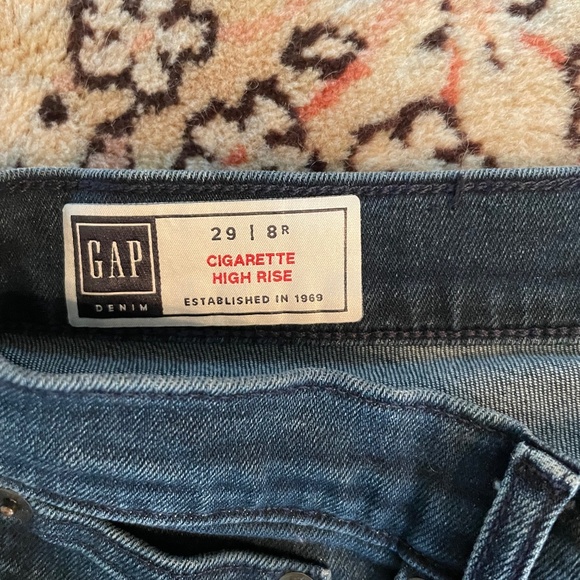 GAP
DENIM
29 | 8R
CIGARETTE
HIGH RISE
ESTABLISHED IN 1969